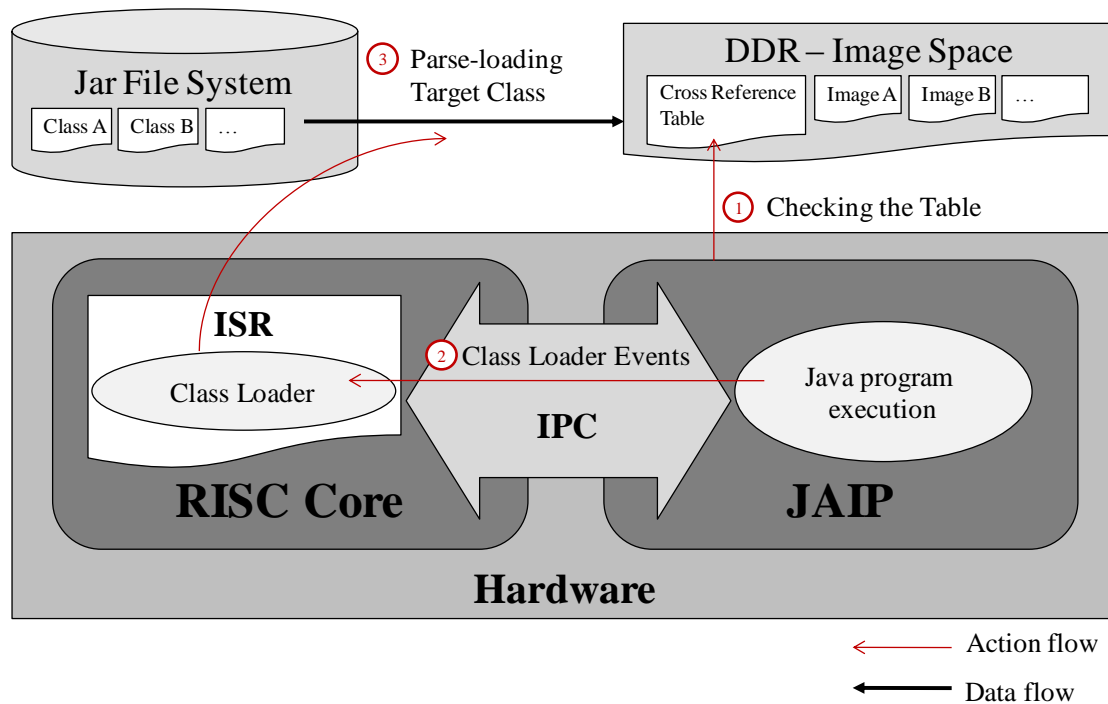 Jar File System
Class A
Class B
…
3
Parse-loading
Target Class
DDR – Image Space
Cross Reference
Table
Image A
Image B
…
1
Checking the Table
ISR
Class Loader
2
Class Loader Events
IPC
Java program
execution
RISC Core
JAIP
Hardware
Action flow
Data flow